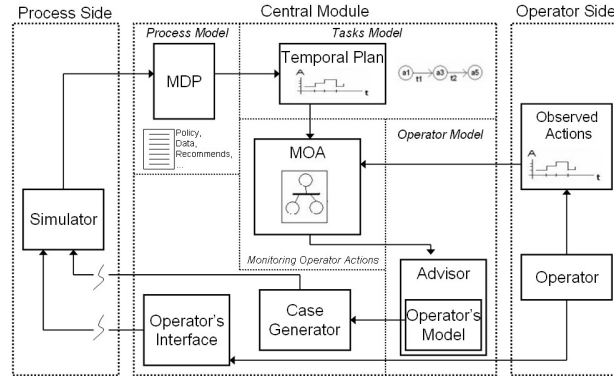 Process Side
Central Module
Operator Side
Process Model
Tasks Model
MDP
Temporal Plan
A
t
a1
t1
a3
t2
a5
Policy,
Data,
Recommends,
...
MOA
Operator Model
Observed
Actions
A
t
Simulator
Monitoring Operator Actions
Advisor
Operator's
Model
Operator
Case
Generator
Operator's
Interface